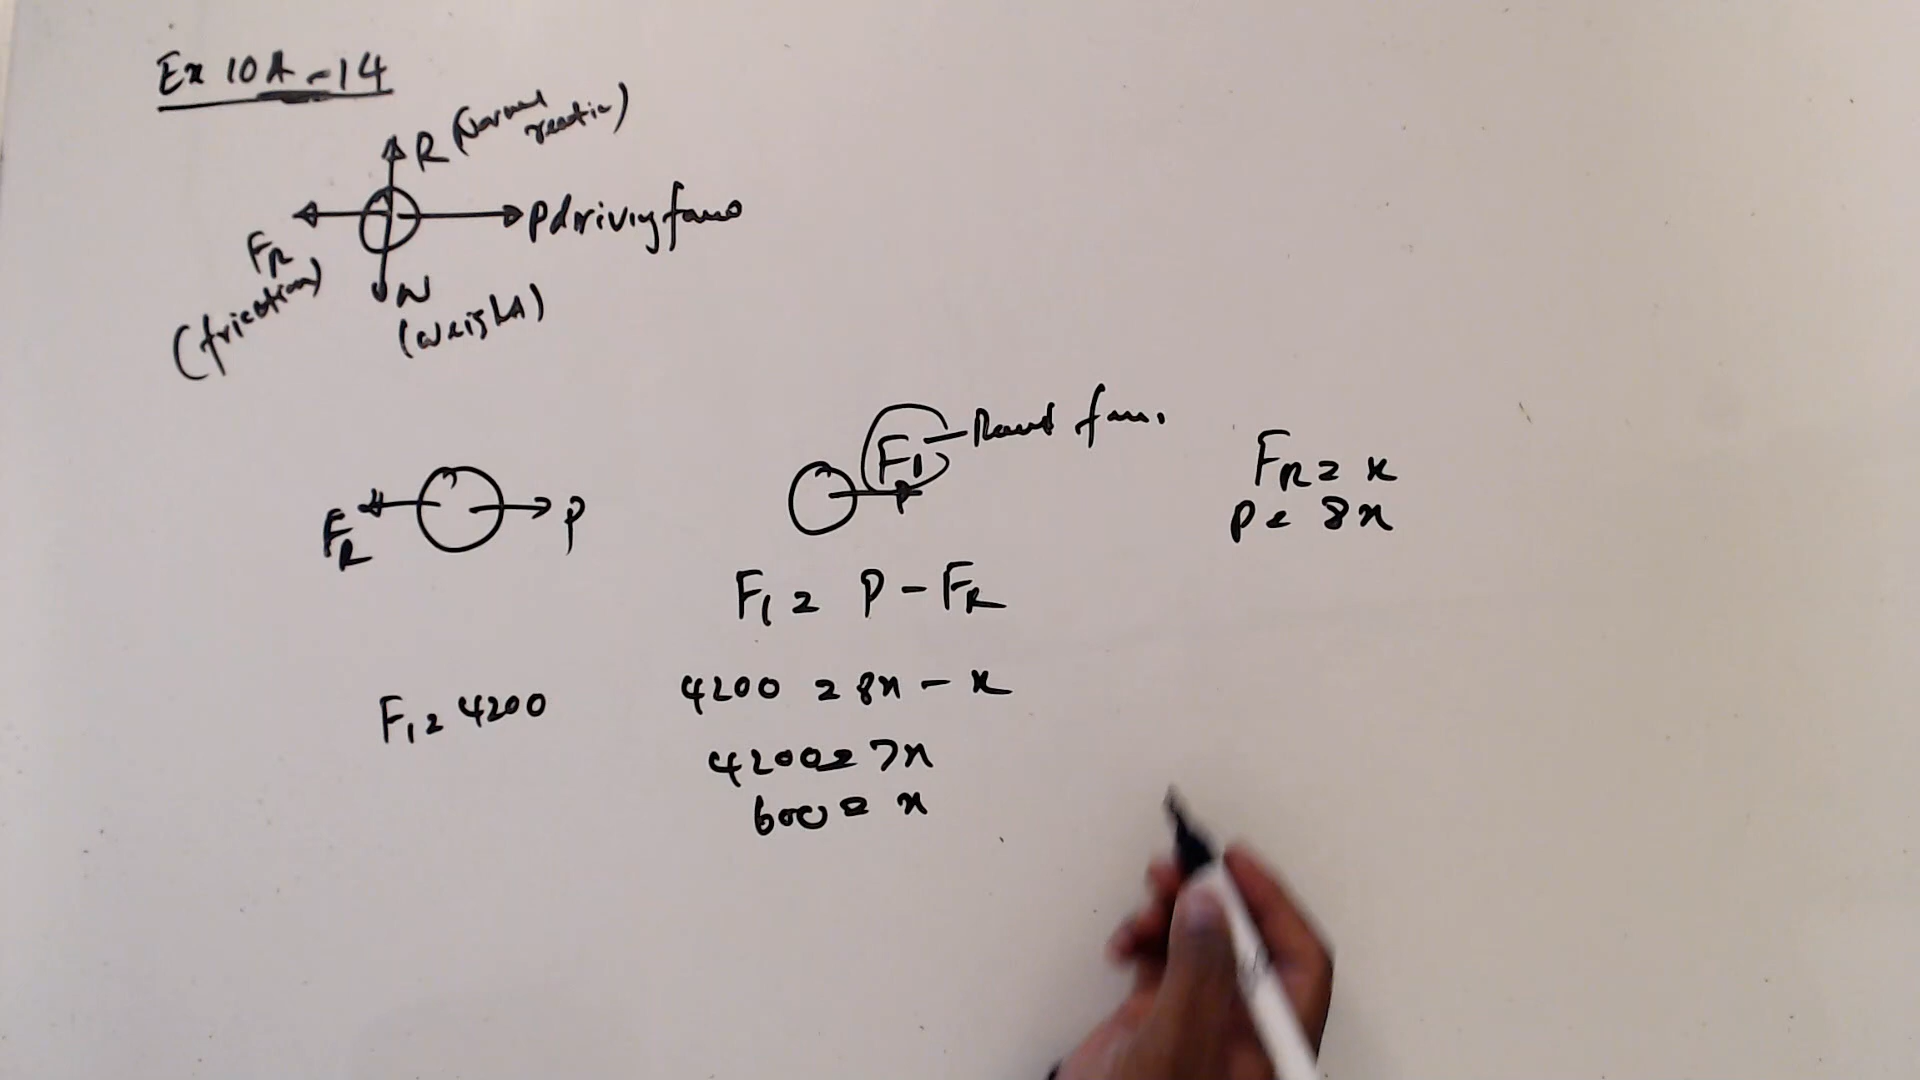 Ex 10A - 14
R (Normal
reaction)
P driving force
FR
(friction)
W
(weight)
FR
P
F1
force.
FR = x
P = 8x
F1 = P - FR
F1 = 4200
4200 = 8x - x
4200 = 7x
600 = x